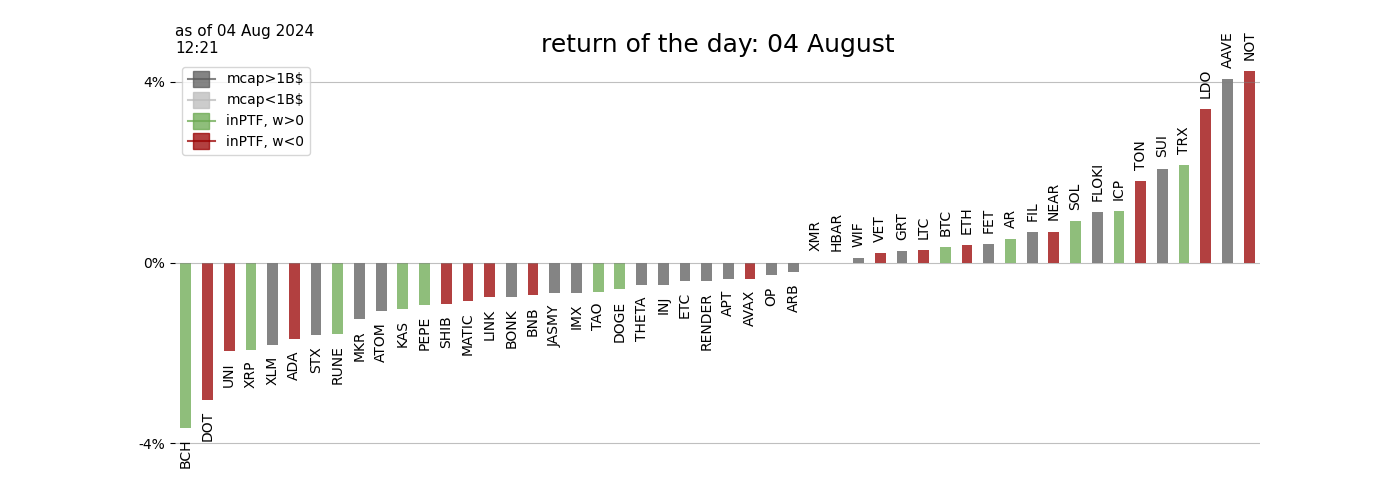 as of 04 Aug 2024
12:21
return of the day: 04 August
mcap>1B$
mcap<1B$
inPTF, w>0
inPTF, w<0
4%
0%
-4%
BCH
DOT
UNI
XRP
XLM
ADA
STX
RUNE
MKR
ATOM
KAS
PEPE
SHIB
MATIC
LINK
BONK
BNB
JASMY
IMX
TAO
DOGE
THETA
INJ
ETC
RENDER
APT
AVAX
OP
ARB
XMR
HBAR
WIF
VET
GRT
LTC
BTC
ETH
FET
AR
FIL
NEAR
SOL
FLOKI
ICP
TON
SUI
TRX
LDO
AAVE
NOT